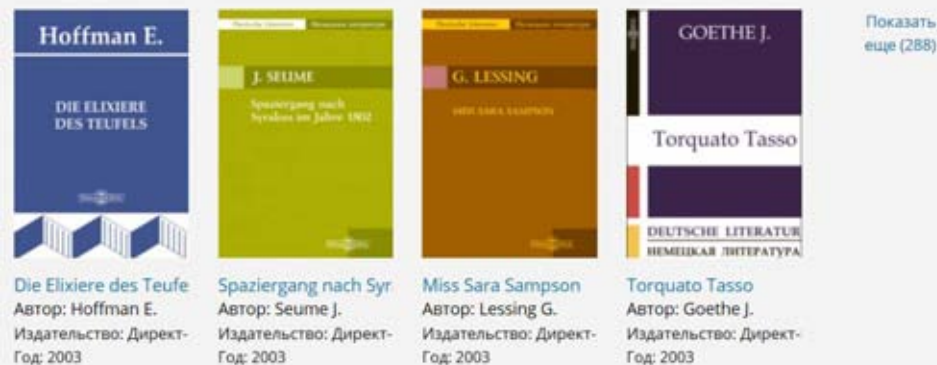 Hoffman E.
DIE ELIXIERE
DES TEUFELS
J. SEUME
Spaziergang nach
Syrakus im Jahre 1802
G. LESSING
MISS SARA SAMPSON
GOETHE J.
Torquato Tasso
DEUTSCHE LITERATUR
НЕМЕЦКАЯ ЛИТЕРАТУРА
Показать
еще (288)
Die Elixiere des Teufe
Автор: Hoffman E.
Издательство: Директ-
Год: 2003
Spaziergang nach Syr
Автор: Seume J.
Издательство: Директ-
Год: 2003
Miss Sara Sampson
Автор: Lessing G.
Издательство: Директ-
Год: 2003
Torquato Tasso
Автор: Goethe J.
Издательство: Директ-
Год: 2003